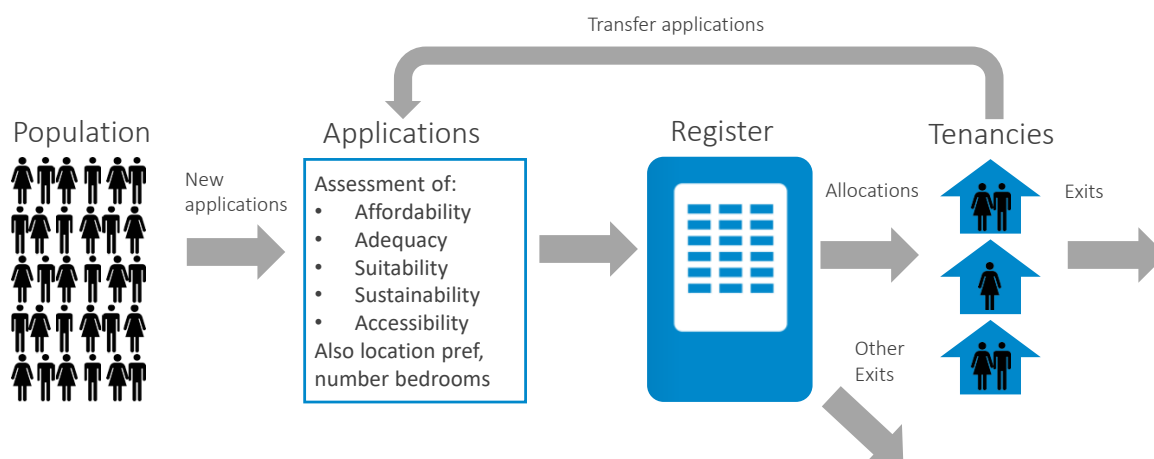 Transfer applications
Population
Applications
Register
Tenancies
New
applications
Assessment of:
• Affordability
• Adequacy
• Suitability
• Sustainability
• Accessibility
Also location pref,
number bedrooms
Allocations
Exits
Other
Exits